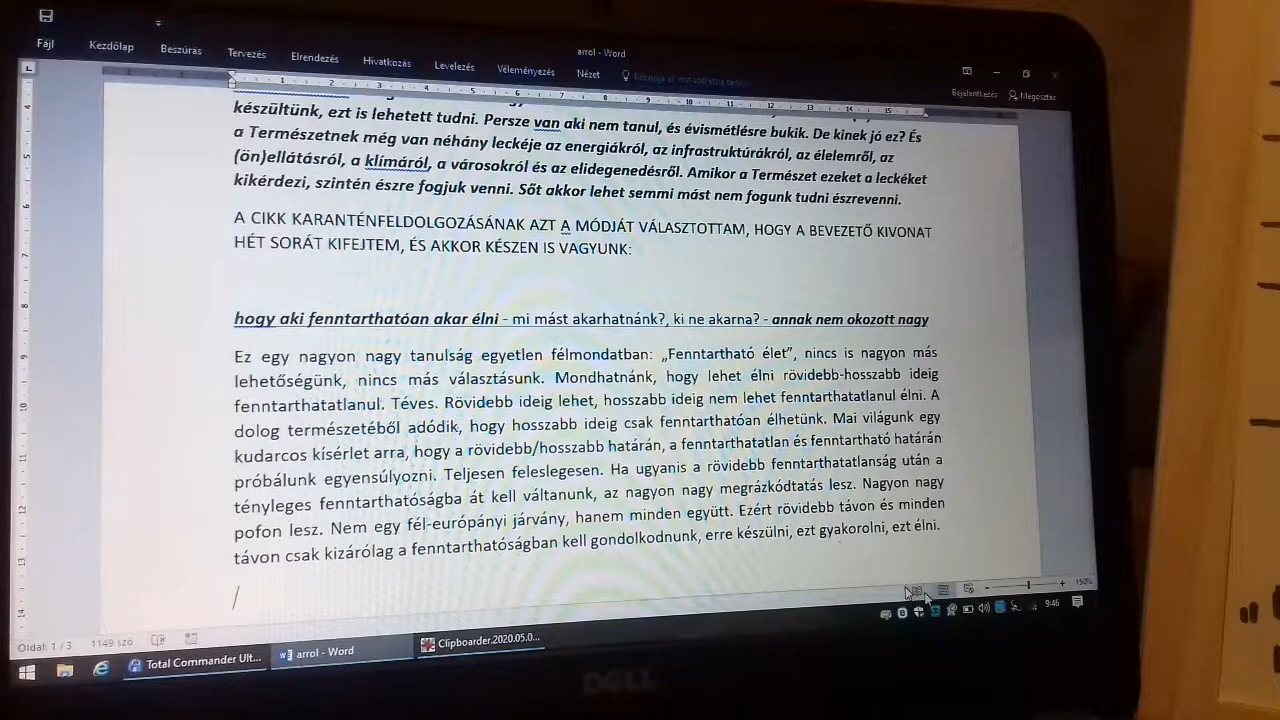 arrol - Word
Fájl Kezdőlap Beszúrás Tervezés Elrendezés Hivatkozás Levelezés Véleményezés Nézet
Bejelentkezés Megosztás
készültünk, ezt is lehetett tudni. Persze van aki nem tanul, és évismétlésre bukik. De kinek jó ez? És
a Természetnek még van néhány leckéje az energiákról, az infrastruktúrákról, az élelemről, az
(ön)ellátásról, a klímáról, a városokról és az elidegenedésről. Amikor a Természet ezeket a leckéket
kikérdezi, szintén észre fogjuk venni. Sőt akkor lehet semmi mást nem fogunk tudni észrevenni.
A CIKK KARANTÉNFELDOLGOZÁSÁNAK AZT A MÓDJÁT VÁLASZTOTTAM, HOGY A BEVEZETŐ KIVONAT
HÉT SORÁT KIFEJTEM, ÉS AKKOR KÉSZEN IS VAGYUNK:
hogy aki fenntarthatóan akar élni - mi mást akarhatnánk?, ki ne akarna? - annak nem okozott nagy
Ez egy nagyon nagy tanulság egyetlen félmondatban: „Fenntartható élet”, nincs is nagyon más
lehetőségünk, nincs más választásunk. Mondhatnánk, hogy lehet élni rövidebb-hosszabb ideig
fenntarthatatlanul. Téves. Rövidebb ideig lehet, hosszabb ideig nem lehet fenntarthatatlanul élni. A
dolog természetéből adódik, hogy hosszabb ideig csak fenntarthatóan élhetünk. Mai világunk egy
kudarcos kísérlet arra, hogy a rövidebb/hosszabb határán, a fenntarthatatlan és fenntartható határán
próbálunk egyensúlyozni. Teljesen feleslegesen. Ha ugyanis a rövidebb fenntarthatatlanság után a
tényleges fenntarthatóságba át kell váltanunk, az nagyon nagy megrázkódtatás lesz. Nagyon nagy
pofon lesz. Nem egy fél-európányi járvány, hanem minden együtt. Ezért rövidebb távon és minden
távon csak kizárólag a fenntarthatóságban kell gondolkodnunk, erre készülni, ezt gyakorolni, ezt élni.
Oldal: 1 / 3 1149 szó 150%
Total Commander Ult... arrol - Word Clipboarder.2020.05.0... 9:46
DELL